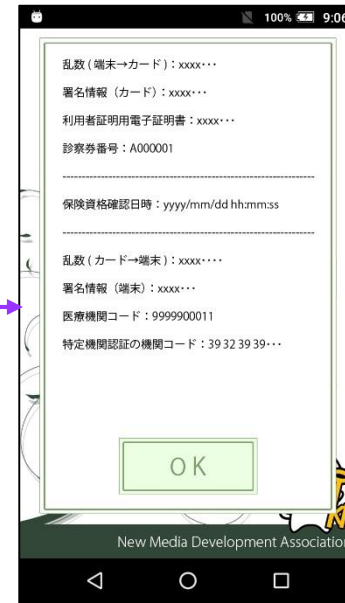 100% 9:06
乱数 ( 端末→カード ) : xxxx・・・
署名情報（カード）: xxxx・・・
利用者証明用電子証明書 : xxxx・・・
診察券番号 : A000001
保険資格確認日時 : yyyy/mm/dd hh:mm:ss
乱数 ( カード→端末 ) : xxxx・・・・
署名情報（端末）: xxxx・・・
医療機関コード : 9999900011
特定機関認証の機関コード : 39 32 39 39・・・
OK
New Media Development Association